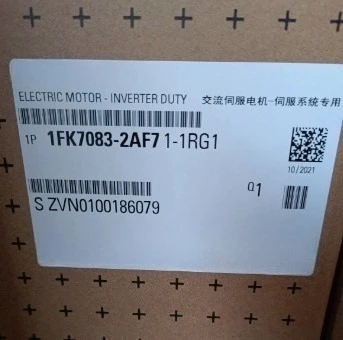 ELECTRIC MOTOR - INVERTER DUTY 交流伺服电机-伺服系统专用
1P 1FK7083-2AF71-1RG1
10/2021
Q1
S ZVN0100186079